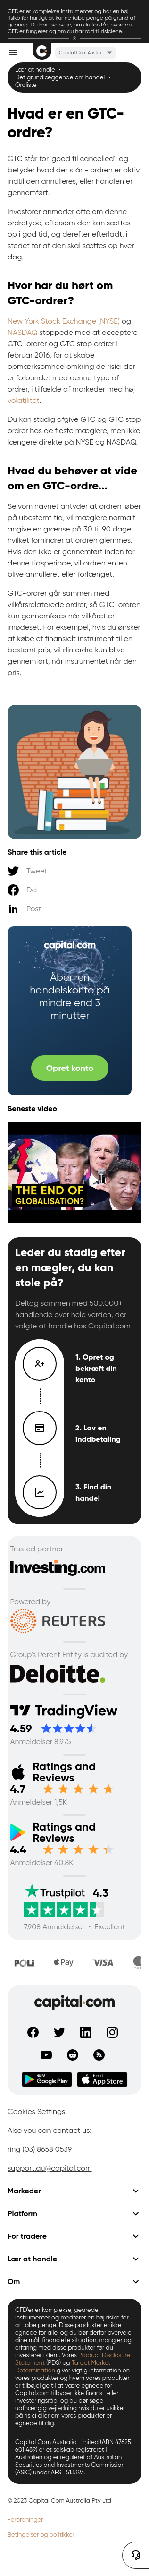 CFD'er er komplekse instrumenter og har en høj
risiko for hurtigt at kunne tabe penge på grund af
gearing. Du bør overveje, om du forstår, hvordan
CFD'er fungerer og om du har råd til risiciene.
Capital Com Austra...
Lær at handle •
Det grundlæggende om handel •
Ordliste
Hvad er en GTC-
ordre?
GTC står for 'good til cancelled', og
betyder hvad der står - ordren er aktiv
indtil den annulleres, eller handlen er
gennemført.
Investorer anmoder ofte om denne
ordretype, eftersom en vares kurs går
op i god tid, og derefter efterladt, i
stedet for at den skal sættes op hver
dag.
Hvor har du hørt om
GTC-ordrer?
New York Stock Exchange (NYSE) og
NASDAQ stoppede med at acceptere
GTC-ordrer og GTC stop ordrer i
februar 2016, for at skabe
opmærksomhed omkring de risici der
er forbundet med denne type af
ordrer, i tilfælde af markeder med høj
volatilitet.
Du kan stadig afgive GTC og GTC stop
ordrer hos de fleste mæglere, men ikke
længere direkte på NYSE og NASDAQ.
Hvad du behøver at vide
om en GTC-ordre...
Selvom navnet antyder at ordren løber
på ubestemt tid, vil mæglerne normalt
angive en grænse på 30 til 90 dage,
hvilket forhindrer at ordren glemmes.
Hvis den ikke er gennemført inden for
denne tidsperiode, vil ordren enten
blive annulleret eller forlænget.
GTC-order går sammen med
vilkårsrelaterede ordrer, så GTC-ordren
kun gennemføres når vilkåret er
imødeset. For eksempel, hvis du ønsker
at købe et finansielt instrument til en
bestemt pris, vil din ordre kun blive
gennemført, når instrumentet når den
pris.
Share this article
Tweet
Del
Post
capital.com
Åben en
handelskonto på
mindre end 3
minutter
Opret konto
Seneste video
THE END OF
GLOBALISATION?
Leder du stadig efter
en mægler, du kan
stole på?
Deltag sammen med 500.000+
handlende over hele verden, der
valgte at handle hos Capital.com
1. Opret og
bekræft din
konto
2. Lav en
inddbetaling
3. Find din
handel
Trusted partner
Investing.com
Powered by
REUTERS
Group's Parent Entity is audited by
Deloitte.
TradingView
4.59
Anmeldelser 8,975
Ratings and
Reviews
4.7
Anmeldelser 1,5K
Ratings and
Reviews
4.4
Anmeldelser 40,8K
Trustpilot 4.3
7,908 Anmeldelser • Excellent
POLi Pay VISA
capital.com
GET IT ON
Google Play
Download on the
App Store
Cookies Settings
Also you can contact us:
ring (03) 8658 0539
support.au@capital.com
Markeder
Platform
For tradere
Lær at handle
Om
CFD'er er komplekse, gearede
instrumenter og medfører en høj risiko for
at tabe penge. Disse produkter er ikke
egnede for alle, og du bør derfor overveje
dine mål, finansielle situation, mangler og
erfaring med disse produkter før du
investerer i dem. Vores Product Disclosure
Statement (PDS) og Target Market
Determination er giver vigtig information om
vores produkter og hvem vores produkter er
er tilbøjelige til at være egnede for
Capital.com tilbyder ikke finans- eller
investeringsråd, og du bør søge
uafhængig vejledning hvis du er usikker
på risici eller om vores produkter er
egnede til dig.
Capital Com Australia Limited (ABN 47625
601 489) er et selskab registreret i
Australien og er reguleret af Australian
Securities and Investments Commission
(ASIC) under AFSL 513393.
© 2023 Capital Com Australia Pty Ltd
Forordninger
Betingelser og politikker